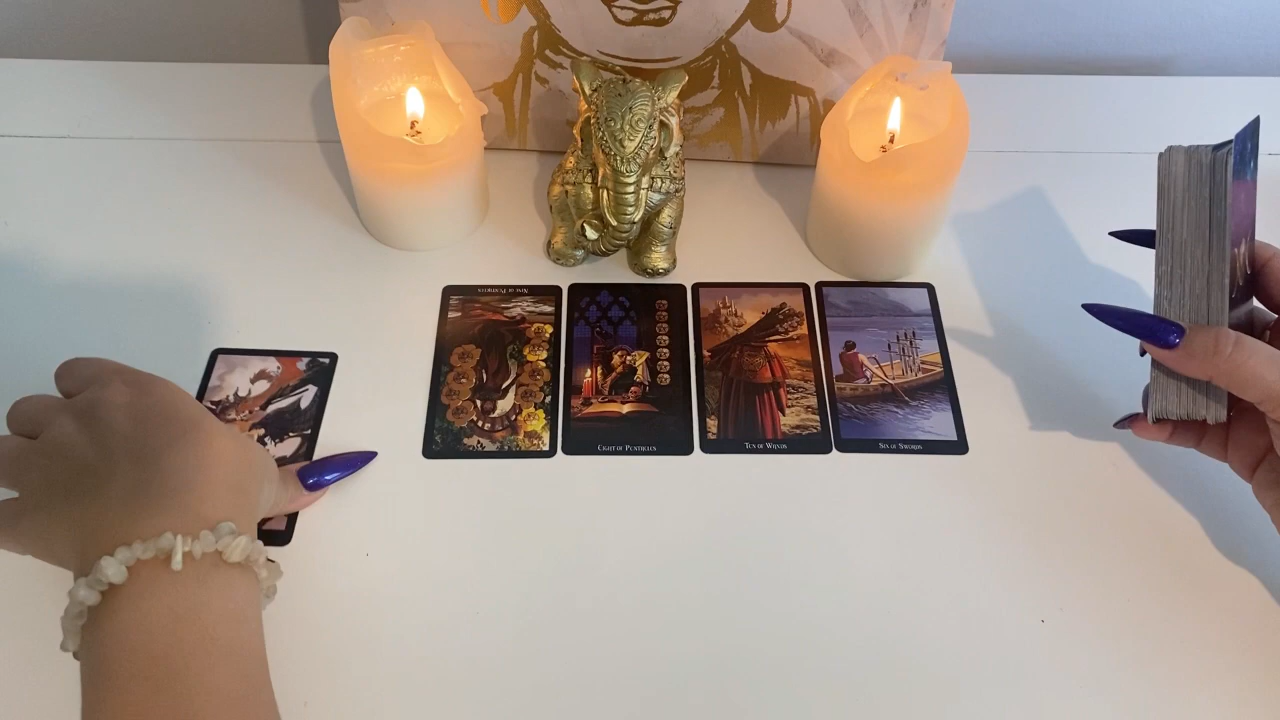 NINE OF PENTACLES
EIGHT OF PENTACLES
TEN OF WANDS
SIX OF SWORDS